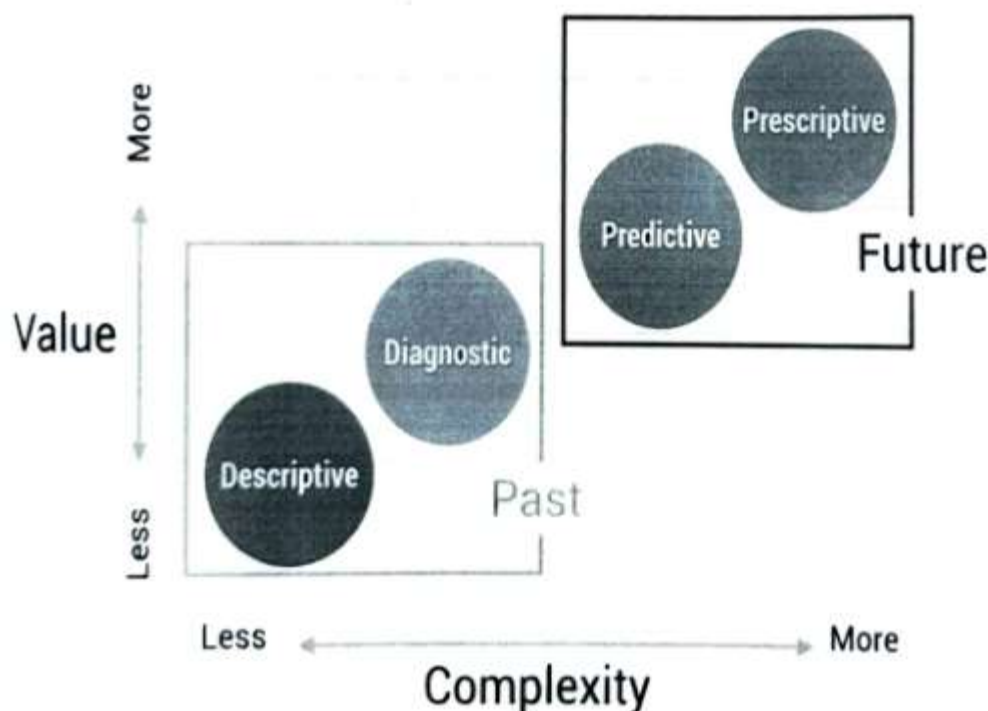 More
Prescriptive
Predictive
Future
Value
Diagnostic
Descriptive
Past
Less
Less
More
Complexity